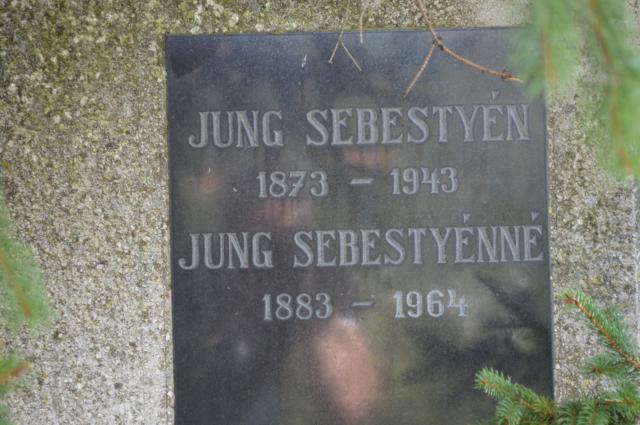 JUNG SEBESTYÉN
1873 – 1943
JUNG SEBESTYÉNNÉ
1883 – 1964